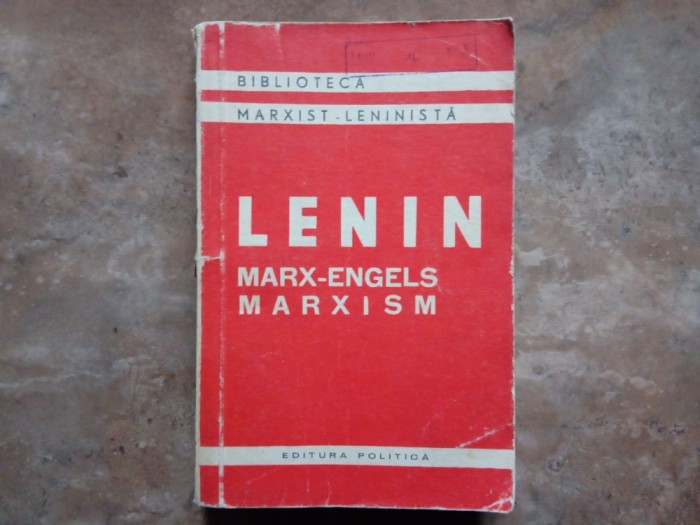 BIBLIOTECA
MARXIST-LENINISTĂ
LENIN
MARX-ENGELS
MARXISM
EDITURA POLITICĂ